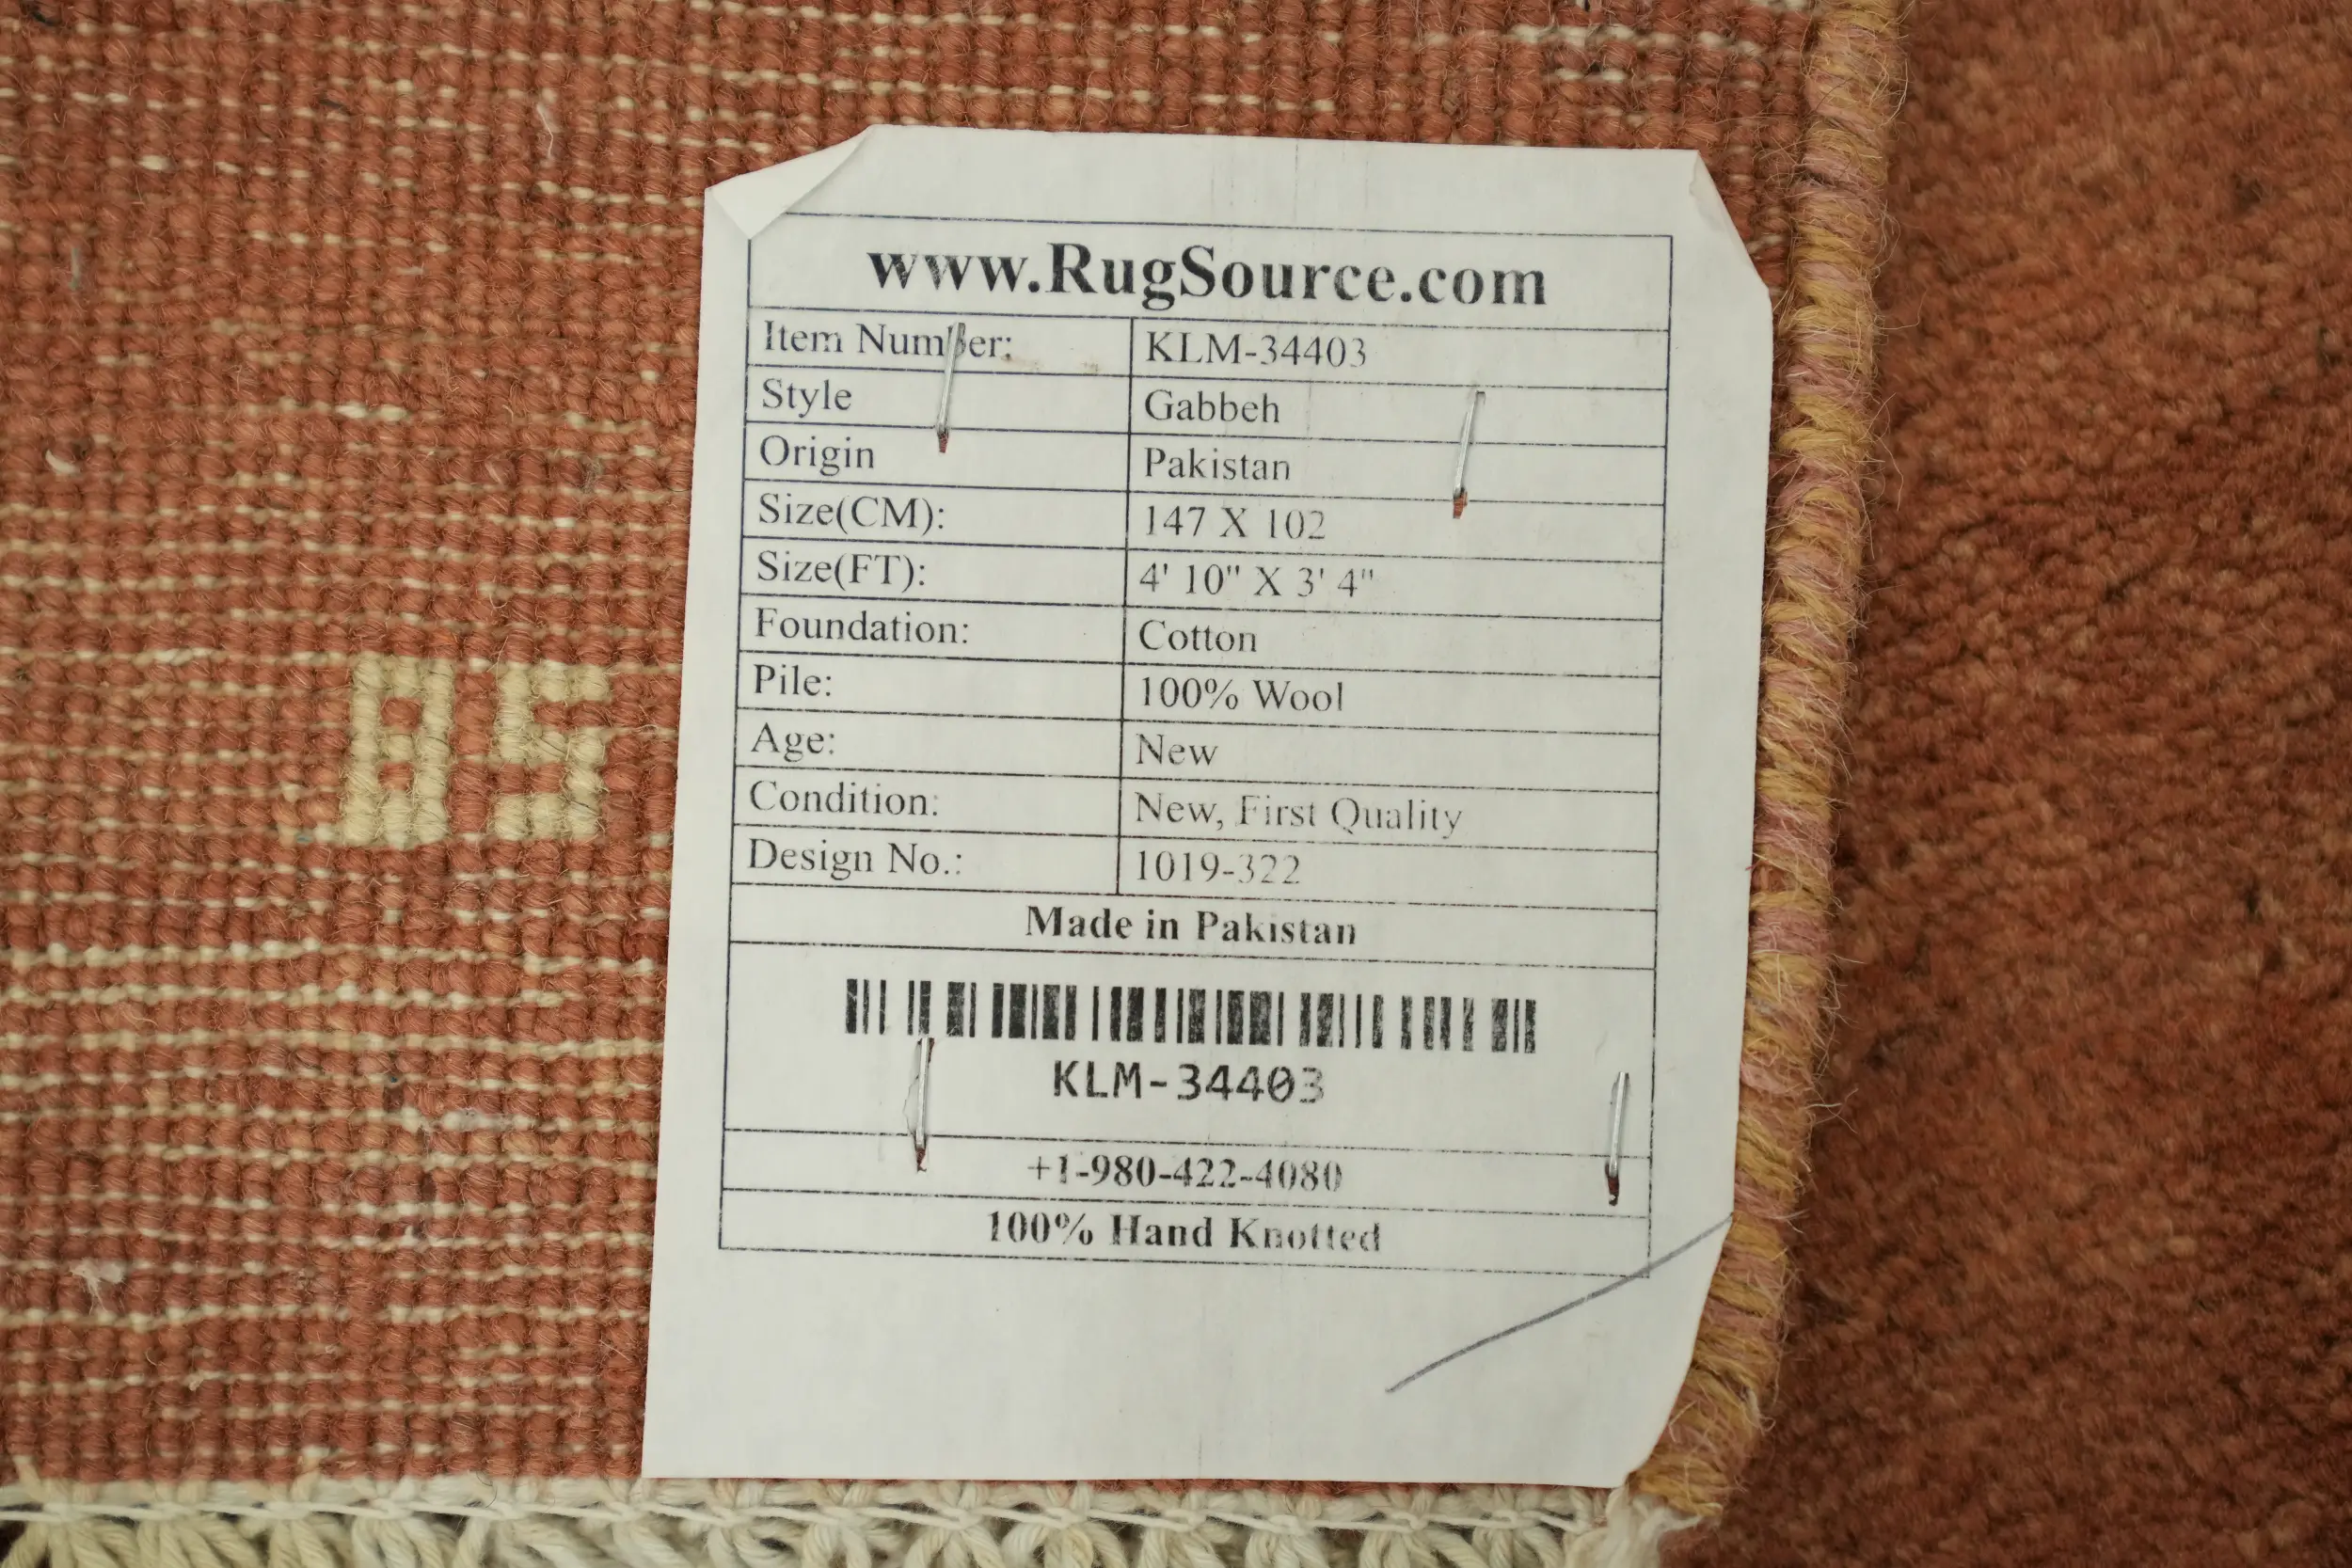 www.RugSource.com
Item Number: KLM-34403
Style Gabbeh
Origin Pakistan
Size(CM): 147 X 102
Size(FT): 4' 10" X 3' 4"
Foundation: Cotton
Pile: 100% Wool
Age: New
Condition: New, First Quality
Design No.: 1019-322
Made in Pakistan
KLM-34403
+1-980-422-4080
100% Hand Knotted